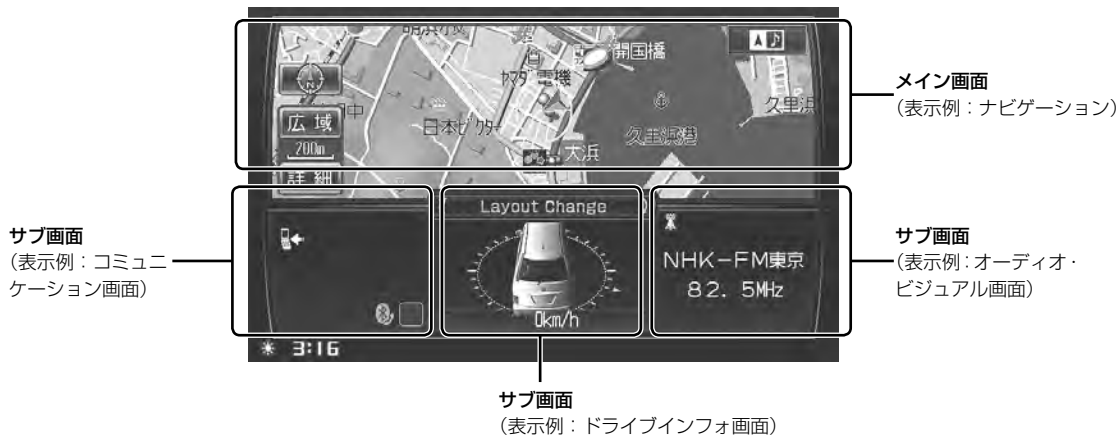 開国橋
ヤマダ電機
久里浜
広域
中
日本ビクター
200m
大浜
久里浜港
詳細
メイン画面
(表示例:ナビゲーション)
サブ画面
(表示例:コミュニ
ケーション画面)
Layout Change
0km/h
NHK-FM東京
82. 5MHz
サブ画面
(表示例:オーディオ・
ビジュアル画面)
3:16
サブ画面
(表示例:ドライブインフォ画面)